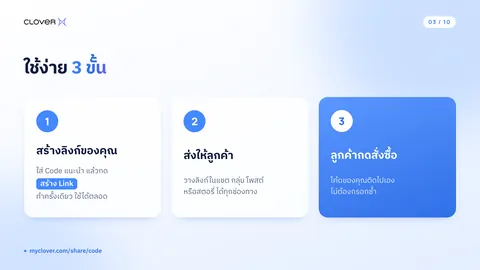 CLOVER X
03 / 10
ใช้ง่าย 3 ขั้น
1
สร้างลิงก์ของคุณ
ใส่ Code แนะนำ แล้วกด
สร้าง Link
ทำครั้งเดียว ใช้ได้ตลอด
2
ส่งให้ลูกค้า
วางลิงก์ในแชต กลุ่ม โพสต์
หรือสตอรี่ ได้ทุกช่องทาง
3
ลูกค้ากดสั่งซื้อ
โค้ดของคุณติดไปเอง
ไม่ต้องกรอกซ้ำ
myclover.com/share/code